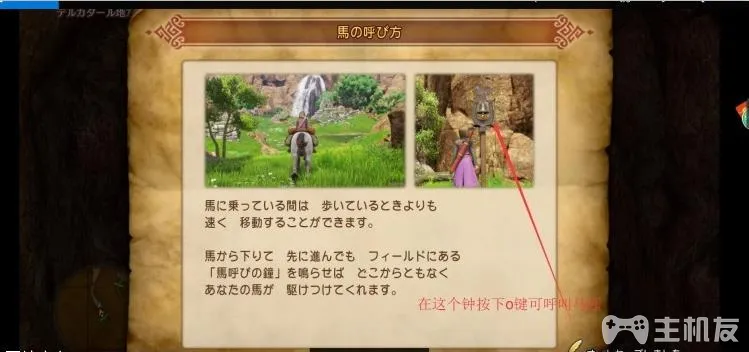 デルカダール地方
馬の呼び方
馬に乗っている間は 歩いているときよりも
速く 移動することができます。
馬から下りて 先に進んでも フィールドにある
「馬呼びの鐘」を鳴らせば どこからともなく
あなたの馬が 駆けつけてくれます。
在这个钟按下o键可呼叫
主机友